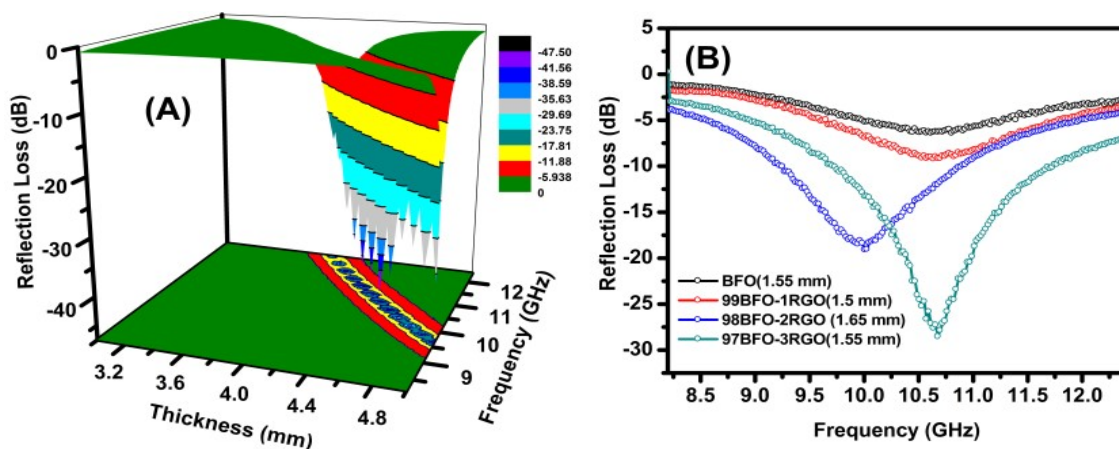 (A)
Reflection Loss (dB)
0
-10
-20
-30
-40
3.2
3.6
4.0
4.4
4.8
Thickness (mm)
9
10
11
12
Frequency (GHz)
-47.50
-41.56
-38.59
-35.63
-29.69
-23.75
-17.81
-11.88
-5.938
0
(B)
Reflection Loss (dB)
5
0
-5
-10
-15
-20
-25
-30
BFO(1.55 mm)
99BFO-1RGO(1.5 mm)
98BFO-2RGO (1.65 mm)
97BFO-3RGO(1.55 mm)
8.5 9.0 9.5 10.0 10.5 11.0 11.5 12.0
Frequency (GHz)